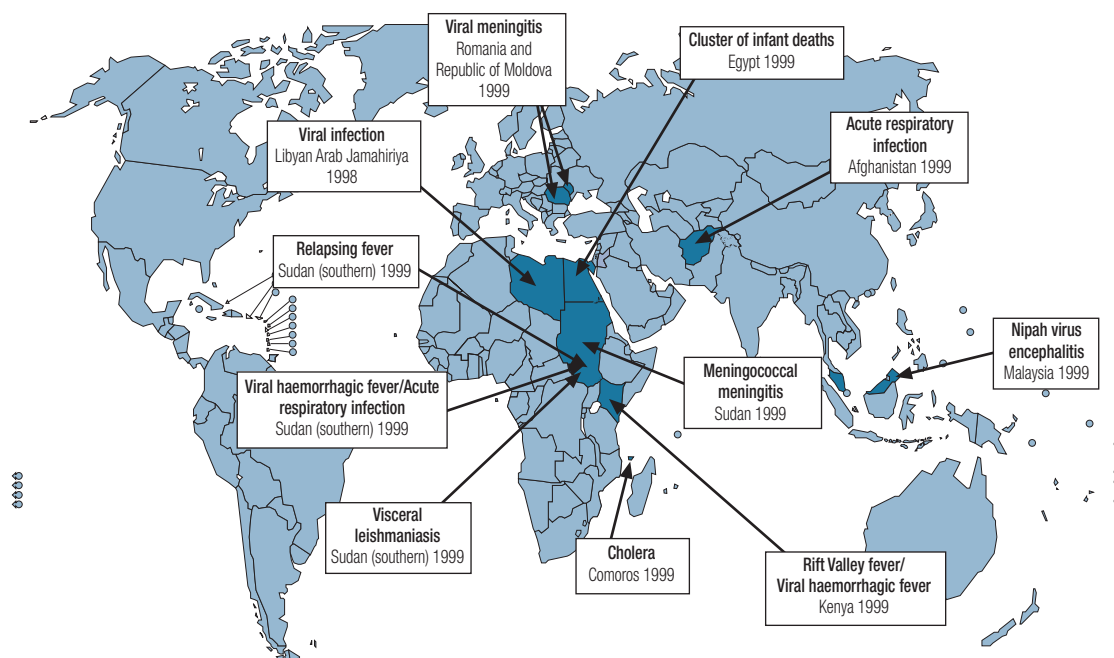 Viral meningitis
Romania and
Republic of Moldova
1999
Cluster of infant deaths
Egypt 1999
Viral infection
Libyan Arab Jamahiriya
1998
Acute respiratory
infection
Afghanistan 1999
Relapsing fever
Sudan (southern) 1999
Nipah virus
encephalitis
Malaysia 1999
Viral haemorrhagic fever/Acute
respiratory infection
Sudan (southern) 1999
Meningococcal
meningitis
Sudan 1999
Visceral
leishmaniasis
Sudan (southern) 1999
Cholera
Comoros 1999
Rift Valley fever/
Viral haemorrhagic fever
Kenya 1999